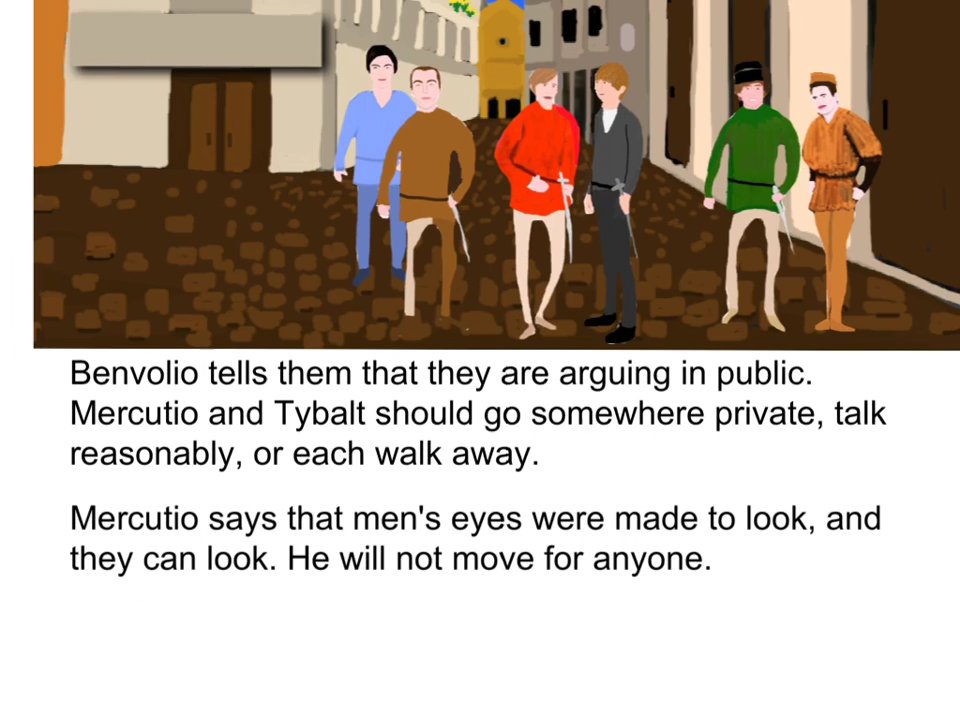 Benvolio tells them that they are arguing in public.
Mercutio and Tybalt should go somewhere private, talk
reasonably, or each walk away.
Mercutio says that men's eyes were made to look, and
they can look. He will not move for anyone.